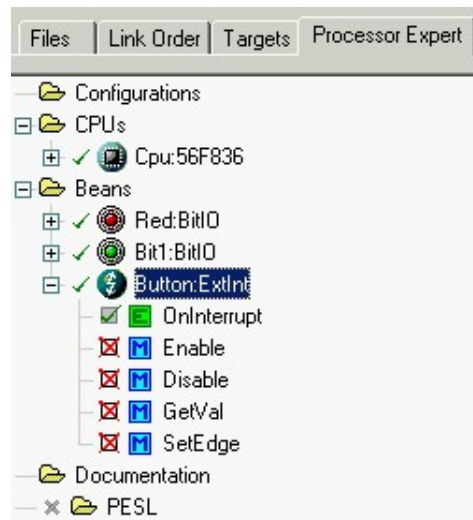 Files Link Order Targets Processor Expert
Configurations
CPUs
Cpu:56F836
Beans
Red:BitIO
Bit1:BitIO
Button:ExtInt
E OnInterrupt
M Enable
M Disable
M GetVal
M SetEdge
Documentation
PESL